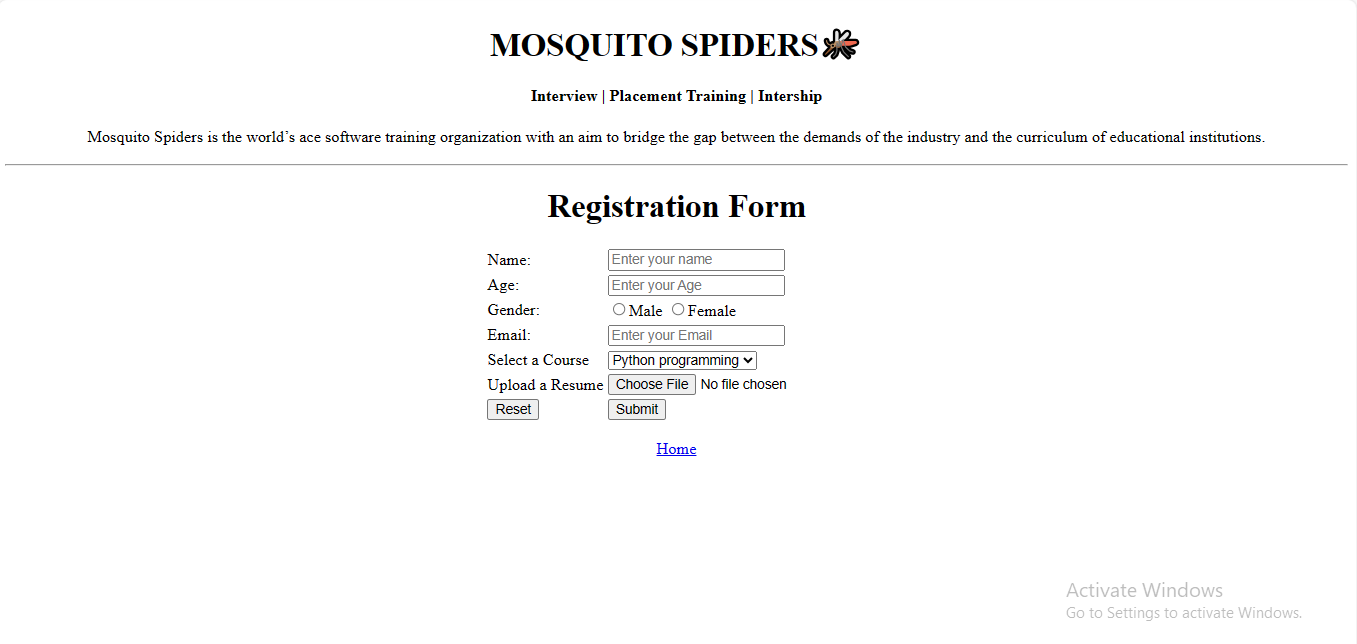 MOSQUITO SPIDERS🦟
Interview | Placement Training | Intership
Mosquito Spiders is the world’s ace software training organization with an aim to bridge the gap between the demands of the industry and the curriculum of educational institutions.
Registration Form
Name: Enter your name
Age: Enter your Age
Gender: Male Female
Email: Enter your Email
Select a Course Python programming
Upload a Resume Choose File No file chosen
Reset Submit
Home
Activate Windows
Go to Settings to activate Windows.